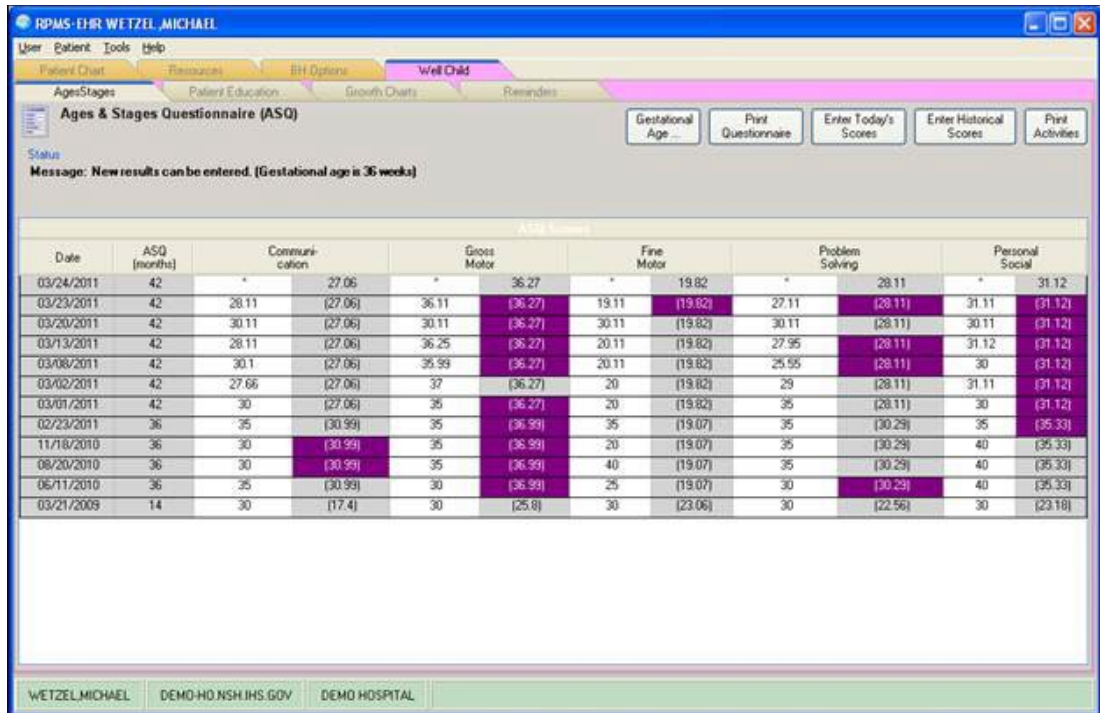 RPMS-EHR WETZEL ,MICHAEL
User Patient Tools Help
Patient Chart Resources BH Options Well Child
AgesStages Patient Education Growth Charts Reminders
Ages & Stages Questionnaire (ASQ)
Gestational Age ... Print Questionnaire Enter Today's Scores Enter Historical Scores Print Activities
Status
Message: New results can be entered. (Gestational age is 36 weeks)
ASQ Scores
Date ASQ (months) Communi-cation Gross Motor Fine Motor Problem Solving Personal Social
03/24/2011 42 * 27.06 * 36.27 * 19.82 * 28.11 * 31.12
03/23/2011 42 28.11 (27.06) 36.11 (36.27) 19.11 (19.82) 27.11 (28.11) 31.11 (31.12)
03/20/2011 42 30.11 (27.06) 30.11 (36.27) 30.11 (19.82) 30.11 (28.11) 30.11 (31.12)
03/13/2011 42 28.11 (27.06) 36.25 (36.27) 20.11 (19.82) 27.95 (28.11) 31.12 (31.12)
03/08/2011 42 30.1 (27.06) 35.99 (36.27) 20.11 (19.82) 25.55 (28.11) 30 (31.12)
03/02/2011 42 27.66 (27.06) 37 (36.27) 20 (19.82) 29 (28.11) 31.11 (31.12)
03/01/2011 42 30 (27.06) 35 (36.27) 20 (19.82) 35 (28.11) 30 (31.12)
02/23/2011 36 35 (30.99) 35 (36.99) 35 (19.07) 35 (30.29) 35 (35.33)
11/18/2010 36 30 (30.99) 35 (36.99) 20 (19.07) 35 (30.29) 40 (35.33)
08/20/2010 36 30 (30.99) 35 (36.99) 40 (19.07) 35 (30.29) 40 (35.33)
06/11/2010 36 35 (30.99) 30 (36.99) 25 (19.07) 30 (30.29) 40 (35.33)
03/21/2009 14 30 (17.4) 30 (25.8) 30 (23.06) 30 (22.56) 30 (23.18)
WETZEL,MICHAEL DEMO-HO.NSH.IHS.GOV DEMO HOSPITAL